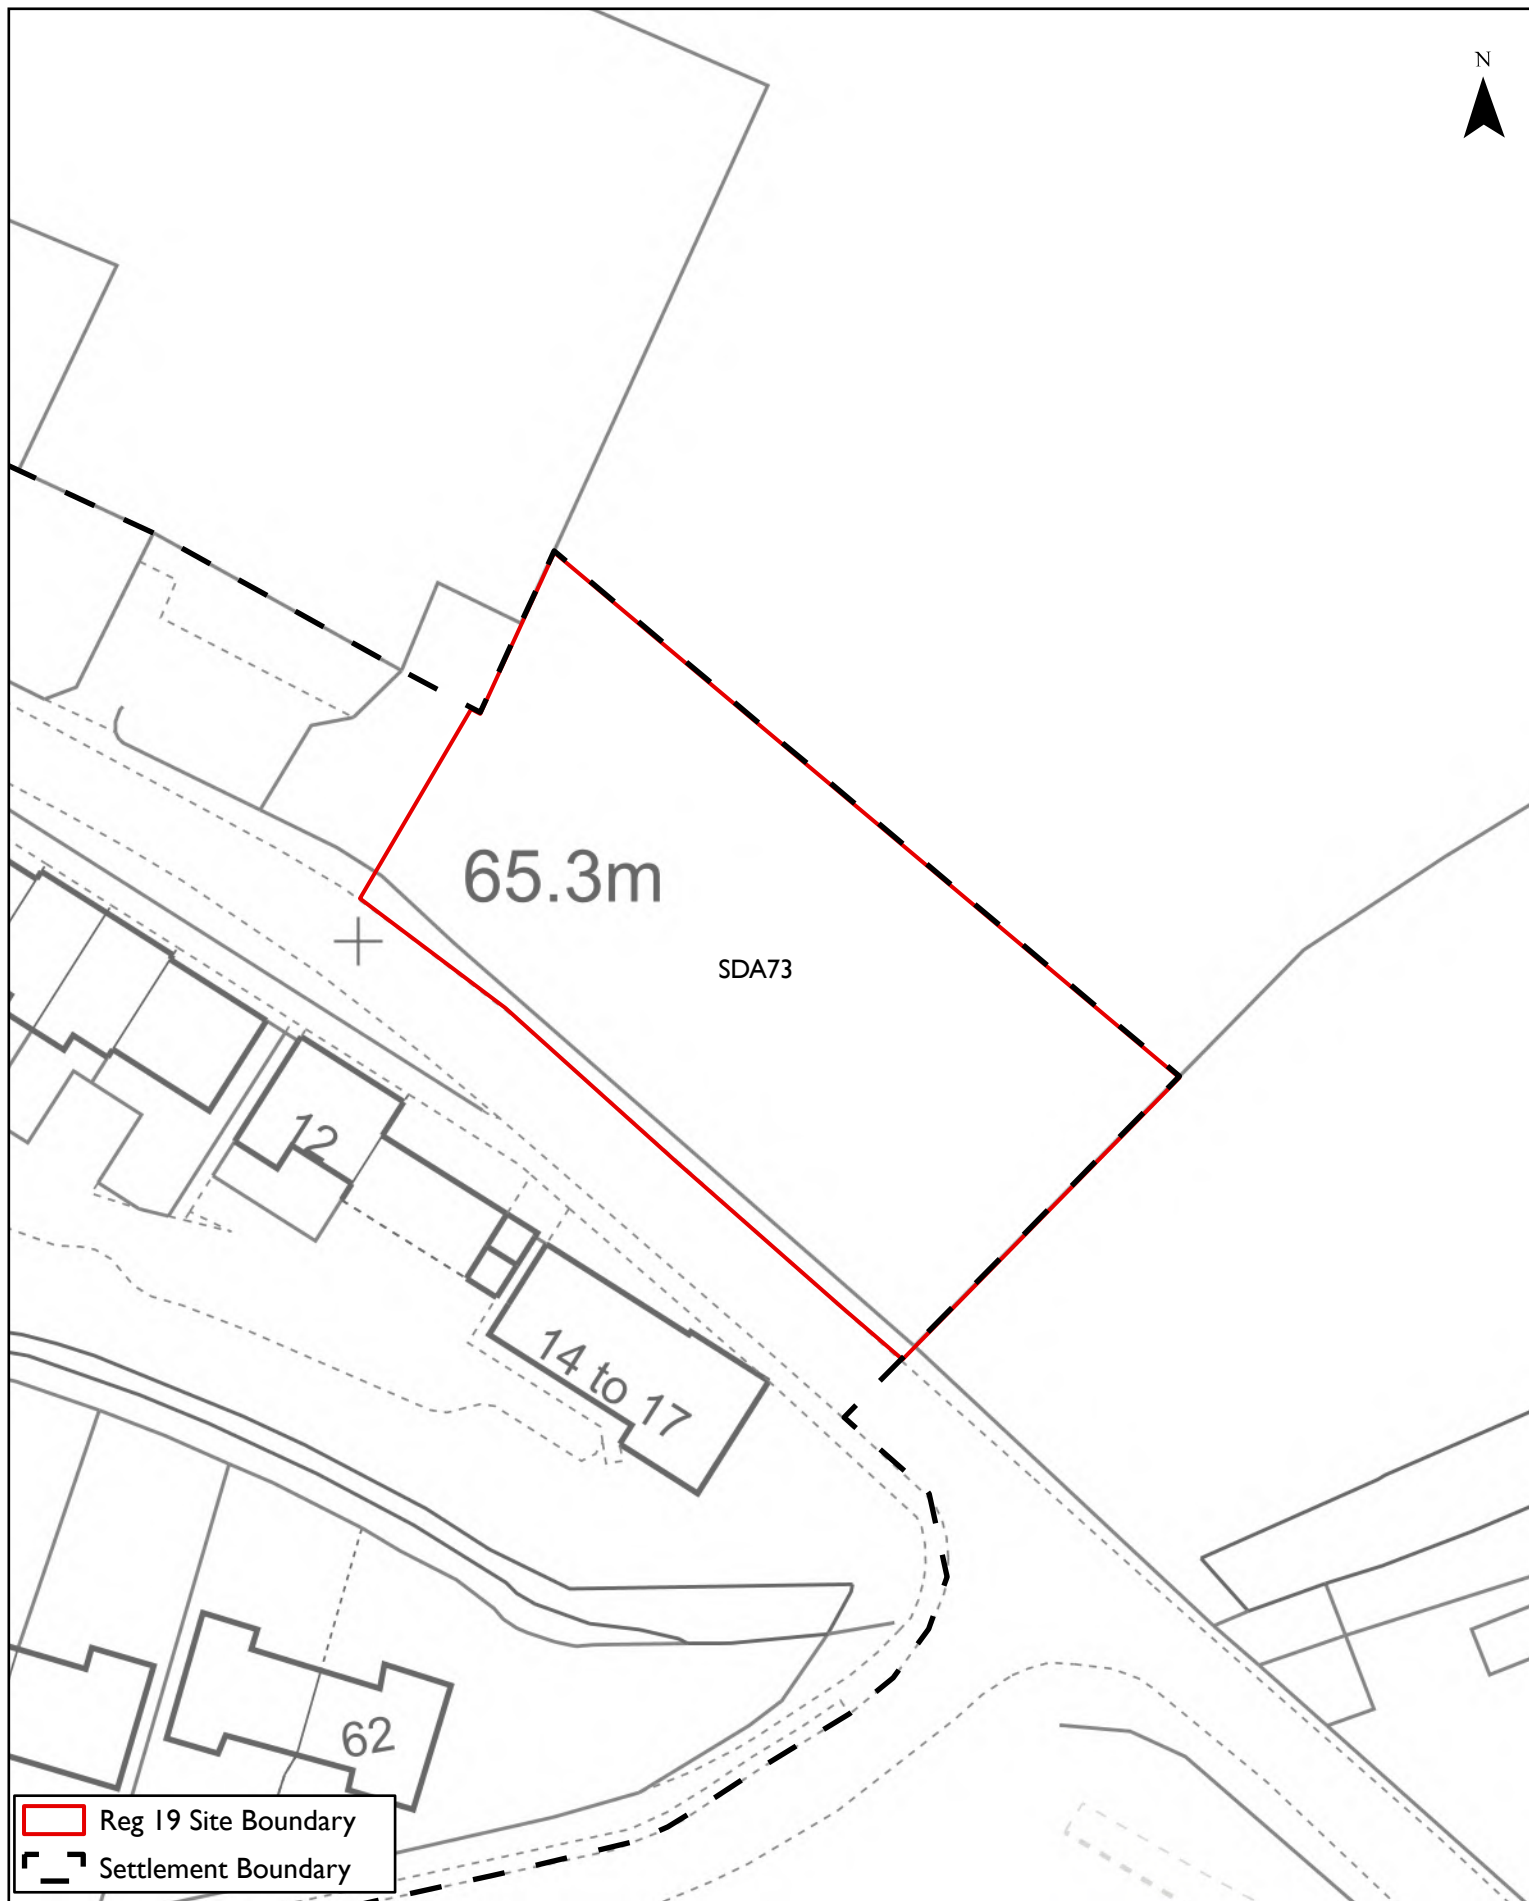 N
65.3m
SDA73
12
14 to 17
62
Reg 19 Site Boundary
Settlement Boundary